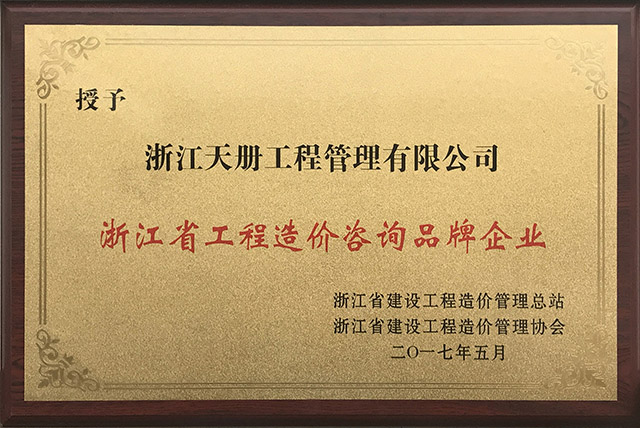 授予
浙江天册工程管理有限公司
浙江省工程造价咨询品牌企业
浙江省建设工程造价管理总站
浙江省建设工程造价管理协会
二〇一七年五月